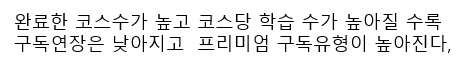 완료한 코스수가 높고 코스당 학습 수가 높아질 수록
구독연장은 낮아지고  프리미엄 구독유형이 높아진다,